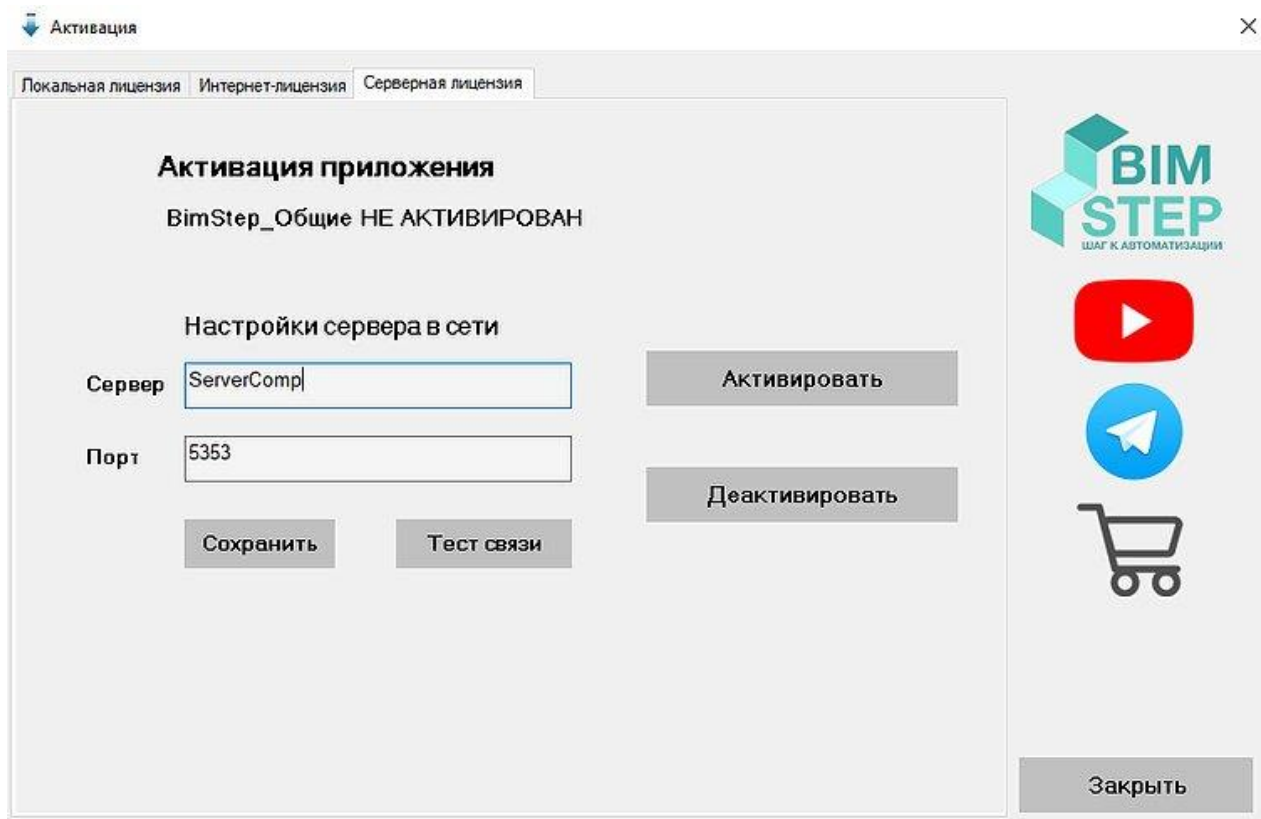 Активация
Локальная лицензия Интернет-лицензия Серверная лицензия
Активация приложения
BimStep_Общие НЕ АКТИВИРОВАН
Настройки сервера в сети
Сервер ServerComp
Порт 5353
Сохранить Тест связи
Активировать
Деактивировать
BIM
STEP
ШАГ К АВТОМАТИЗАЦИИ
Закрыть